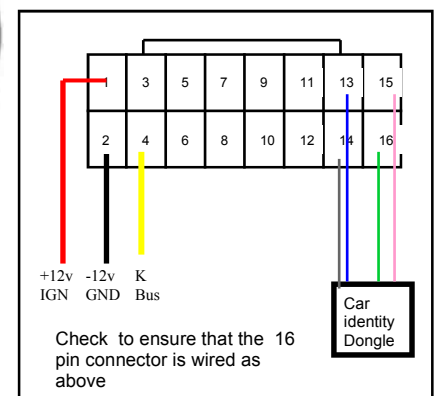 1 3 5 7 9 11 13 15
2 4 6 8 10 12 14 16
+12v -12v K
IGN GND Bus
Car
identity
Dongle
Check to ensure that the 16
pin connector is wired as
above